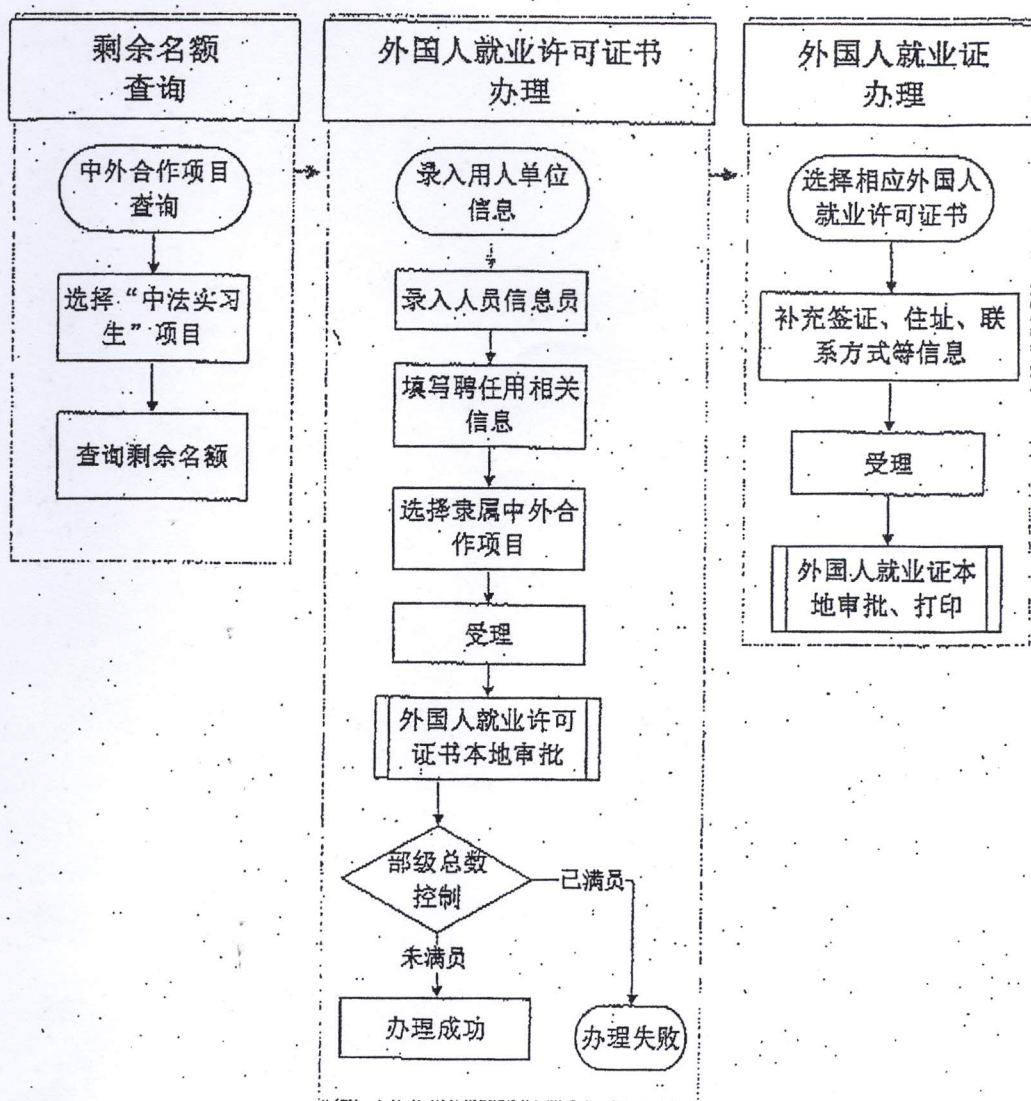 剩余名额
查询
中外合作项目
查询
选择“中法实习
生”项目
查询剩余名额
外国人就业许可证书
办理
录入用人单位
信息
录入人员信息员
填写聘任用相关
信息
选择隶属中外合
作项目
受理
外国人就业许可
证书本地审批
部级总数
控制
已满员
未满员
办理成功
办理失败
外国人就业证
办理
选择相应外国人
就业许可证书
补充签证、住址、联
系方式等信息
受理
外国人就业证本
地审批、打印